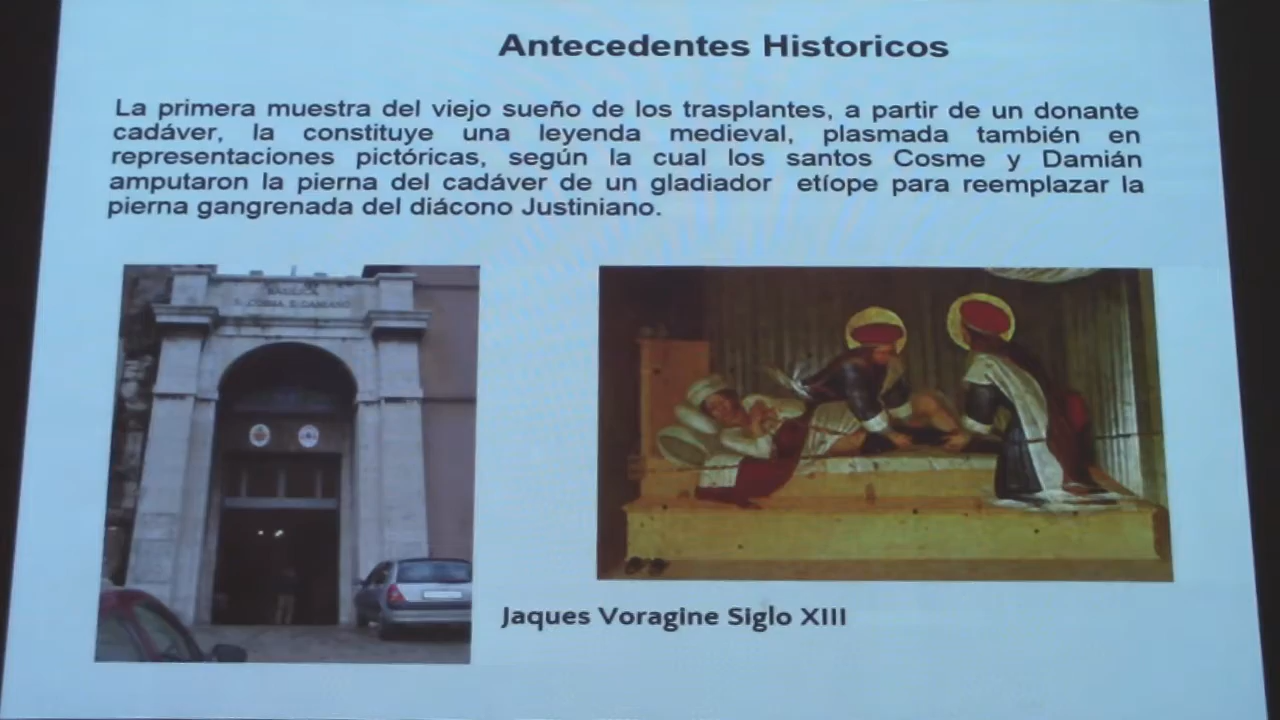 Antecedentes Historicos
La primera muestra del viejo sueño de los trasplantes, a partir de un donante
cadáver, la constituye una leyenda medieval, plasmada también en
representaciones pictóricas, según la cual los santos Cosme y Damián
amputaron la pierna del cadáver de un gladiador etíope para reemplazar la
pierna gangrenada del diácono Justiniano.
BASILICA
S. COSMA E DAMIANO
Jaques Voragine Siglo XIII